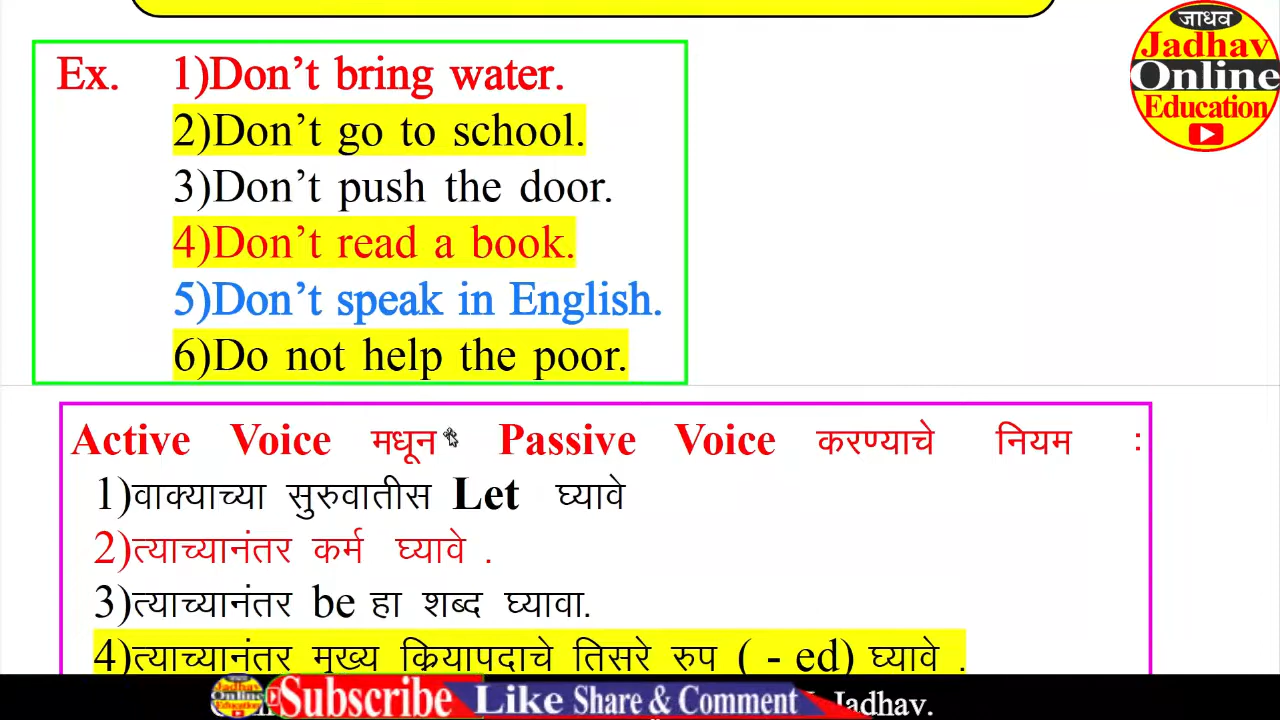 जाधव
Jadhav
Online
Education
Ex. 1)Don’t bring water.
2)Don’t go to school.
3)Don’t push the door.
4)Don’t read a book.
5)Don’t speak in English.
6)Do not help the poor.
Active Voice मधून Passive Voice करण्याचे नियम :
1)वाक्याच्या सुरुवातीस Let घ्यावे
2)त्याच्यानंतर कर्म घ्यावे .
3)त्याच्यानंतर be हा शब्द घ्यावा.
4)त्याच्यानंतर मुख्य क्रियापदाचे तिसरे रुप ( - ed) घ्यावे .
Jadhav
Online
Education
Subscribe Like Share & Comment Jadhav.